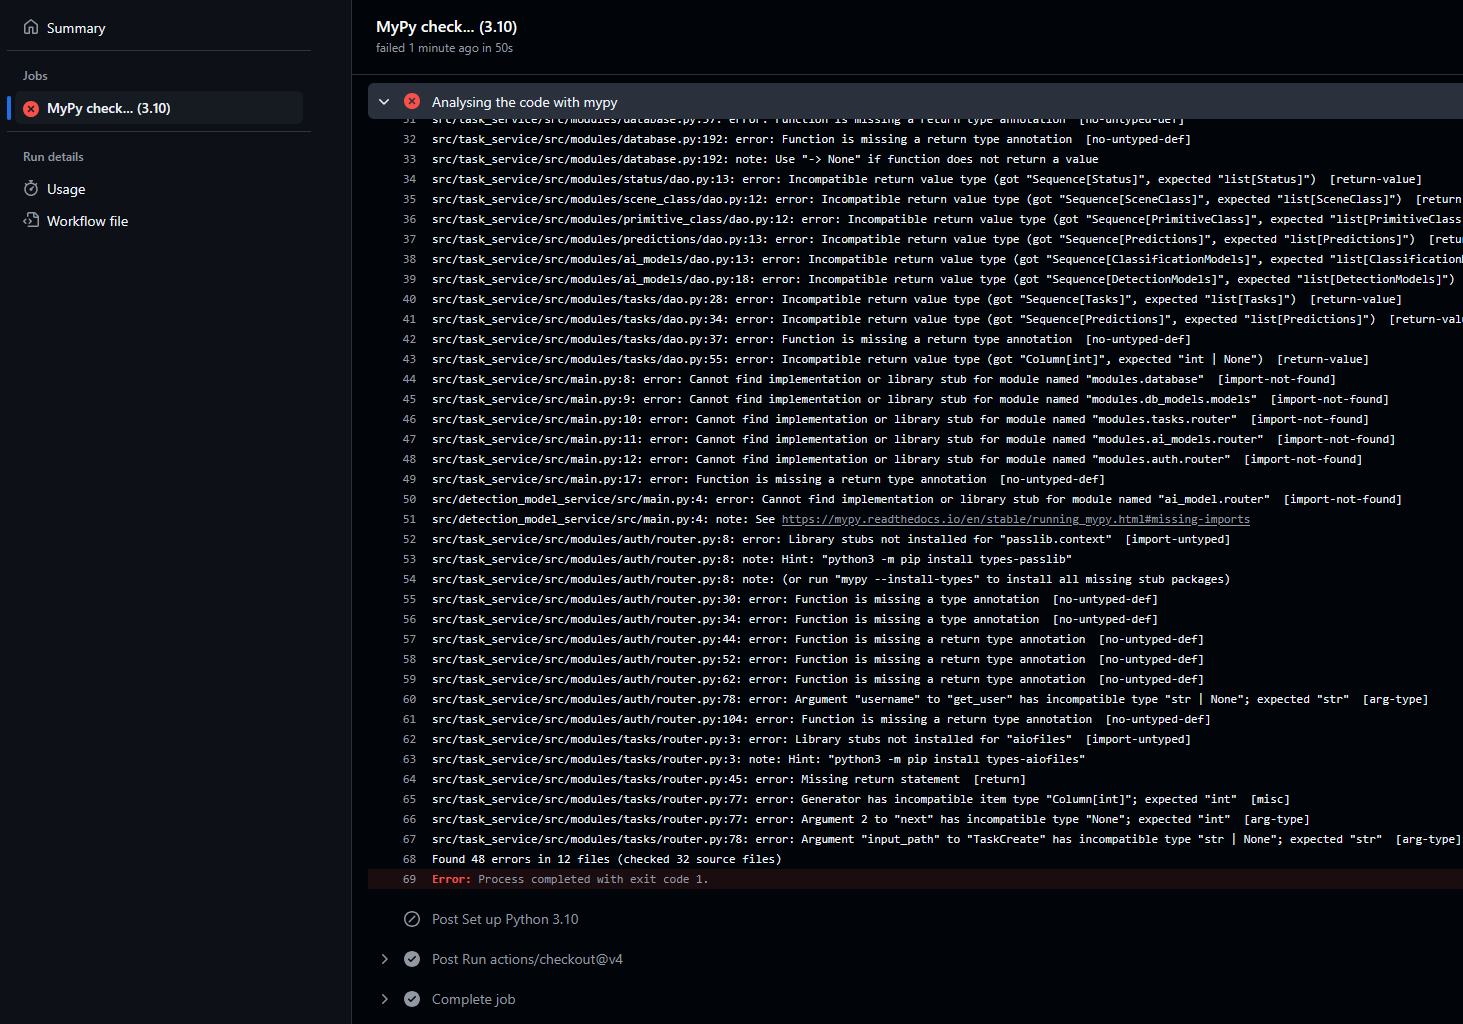 Summary
Jobs
MyPy check... (3.10)
Run details
Usage
Workflow file
MyPy check... (3.10)
failed 1 minute ago in 50s
Analysing the code with mypy
31 src/task_service/src/modules/database.py:57: error: Function is missing a return type annotation  [no-untyped-def]
32 src/task_service/src/modules/database.py:192: error: Function is missing a return type annotation  [no-untyped-def]
33 src/task_service/src/modules/database.py:192: note: Use "-> None" if function does not return a value
34 src/task_service/src/modules/status/dao.py:13: error: Incompatible return value type (got "Sequence[Status]", expected "list[Status]")  [return-value]
35 src/task_service/src/modules/scene_class/dao.py:12: error: Incompatible return value type (got "Sequence[SceneClass]", expected "list[SceneClass]")  [return
36 src/task_service/src/modules/primitive_class/dao.py:12: error: Incompatible return value type (got "Sequence[PrimitiveClass]", expected "list[PrimitiveClass
37 src/task_service/src/modules/predictions/dao.py:13: error: Incompatible return value type (got "Sequence[Predictions]", expected "list[Predictions]")  [retu
38 src/task_service/src/modules/ai_models/dao.py:13: error: Incompatible return value type (got "Sequence[ClassificationModels]", expected "list[Classification
39 src/task_service/src/modules/ai_models/dao.py:18: error: Incompatible return value type (got "Sequence[DetectionModels]", expected "list[DetectionModels]")
40 src/task_service/src/modules/tasks/dao.py:28: error: Incompatible return value type (got "Sequence[Tasks]", expected "list[Tasks]")  [return-value]
41 src/task_service/src/modules/tasks/dao.py:34: error: Incompatible return value type (got "Sequence[Predictions]", expected "list[Predictions]")  [return-val
42 src/task_service/src/modules/tasks/dao.py:37: error: Function is missing a return type annotation  [no-untyped-def]
43 src/task_service/src/modules/tasks/dao.py:55: error: Incompatible return value type (got "Column[int]", expected "int | None")  [return-value]
44 src/task_service/src/main.py:8: error: Cannot find implementation or library stub for module named "modules.database"  [import-not-found]
45 src/task_service/src/main.py:9: error: Cannot find implementation or library stub for module named "modules.db_models.models"  [import-not-found]
46 src/task_service/src/main.py:10: error: Cannot find implementation or library stub for module named "modules.tasks.router"  [import-not-found]
47 src/task_service/src/main.py:11: error: Cannot find implementation or library stub for module named "modules.ai_models.router"  [import-not-found]
48 src/task_service/src/main.py:12: error: Cannot find implementation or library stub for module named "modules.auth.router"  [import-not-found]
49 src/task_service/src/main.py:17: error: Function is missing a return type annotation  [no-untyped-def]
50 src/detection_model_service/src/main.py:4: error: Cannot find implementation or library stub for module named "ai_model.router"  [import-not-found]
51 src/detection_model_service/src/main.py:4: note: See https://mypy.readthedocs.io/en/stable/running_mypy.html#missing-imports
52 src/task_service/src/modules/auth/router.py:8: error: Library stubs not installed for "passlib.context"  [import-untyped]
53 src/task_service/src/modules/auth/router.py:8: note: Hint: "python3 -m pip install types-passlib"
54 src/task_service/src/modules/auth/router.py:8: note: (or run "mypy --install-types" to install all missing stub packages)
55 src/task_service/src/modules/auth/router.py:30: error: Function is missing a type annotation  [no-untyped-def]
56 src/task_service/src/modules/auth/router.py:34: error: Function is missing a type annotation  [no-untyped-def]
57 src/task_service/src/modules/auth/router.py:44: error: Function is missing a return type annotation  [no-untyped-def]
58 src/task_service/src/modules/auth/router.py:52: error: Function is missing a return type annotation  [no-untyped-def]
59 src/task_service/src/modules/auth/router.py:62: error: Function is missing a return type annotation  [no-untyped-def]
60 src/task_service/src/modules/auth/router.py:78: error: Argument "username" to "get_user" has incompatible type "str | None"; expected "str"  [arg-type]
61 src/task_service/src/modules/auth/router.py:104: error: Function is missing a return type annotation  [no-untyped-def]
62 src/task_service/src/modules/tasks/router.py:3: error: Library stubs not installed for "aiofiles"  [import-untyped]
63 src/task_service/src/modules/tasks/router.py:3: note: Hint: "python3 -m pip install types-aiofiles"
64 src/task_service/src/modules/tasks/router.py:45: error: Missing return statement  [return]
65 src/task_service/src/modules/tasks/router.py:77: error: Generator has incompatible item type "Column[int]"; expected "int"  [misc]
66 src/task_service/src/modules/tasks/router.py:77: error: Argument 2 to "next" has incompatible type "None"; expected "int"  [arg-type]
67 src/task_service/src/modules/tasks/router.py:78: error: Argument "input_path" to "TaskCreate" has incompatible type "str | None"; expected "str"  [arg-type]
68 Found 48 errors in 12 files (checked 32 source files)
69 Error: Process completed with exit code 1.
Post Set up Python 3.10
Post Run actions/checkout@v4
Complete job